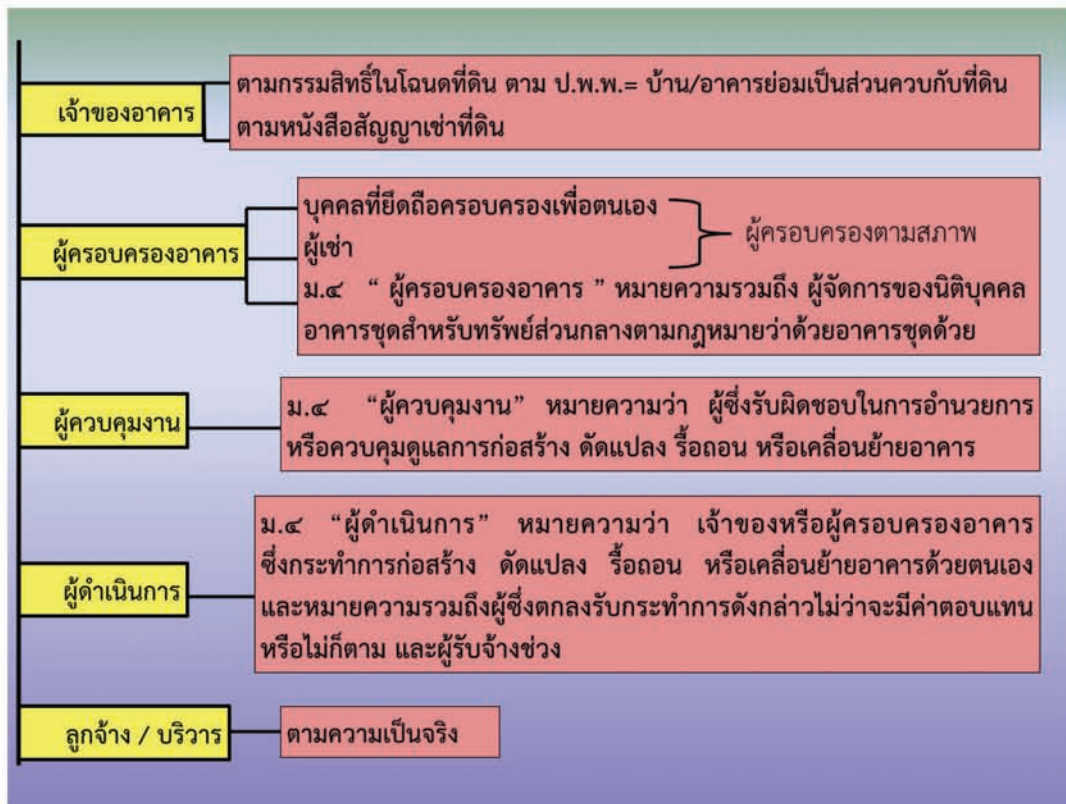 เจ้าของอาคาร
ตามกรรมสิทธิ์ในโฉนดที่ดิน ตาม ป.พ.พ.= บ้าน/อาคารย่อมเป็นส่วนควบกับที่ดิน
ตามหนังสือสัญญาเช่าที่ดิน
ผู้ครอบครองอาคาร
บุคคลที่ยึดถือครอบครองเพื่อตนเอง
ผู้เช่า
ผู้ครอบครองตามสภาพ
ม.๔ “ ผู้ครอบครองอาคาร ” หมายความรวมถึง ผู้จัดการของนิติบุคคล
อาคารชุดสำหรับทรัพย์ส่วนกลางตามกฎหมายว่าด้วยอาคารชุดด้วย
ผู้ควบคุมงาน
ม.๔ “ผู้ควบคุมงาน” หมายความว่า ผู้ซึ่งรับผิดชอบในการอำนวยการ
หรือควบคุมดูแลการก่อสร้าง ดัดแปลง รื้อถอน หรือเคลื่อนย้ายอาคาร
ผู้ดำเนินการ
ม.๔ “ผู้ดำเนินการ” หมายความว่า เจ้าของหรือผู้ครอบครองอาคาร
ซึ่งกระทำการก่อสร้าง ดัดแปลง รื้อถอน หรือเคลื่อนย้ายอาคารด้วยตนเอง
และหมายความรวมถึงผู้ซึ่งตกลงรับกระทำการดังกล่าวไม่ว่าจะมีค่าตอบแทน
หรือไม่ก็ตาม และผู้รับจ้างช่วง
ลูกจ้าง / บริวาร
ตามความเป็นจริง